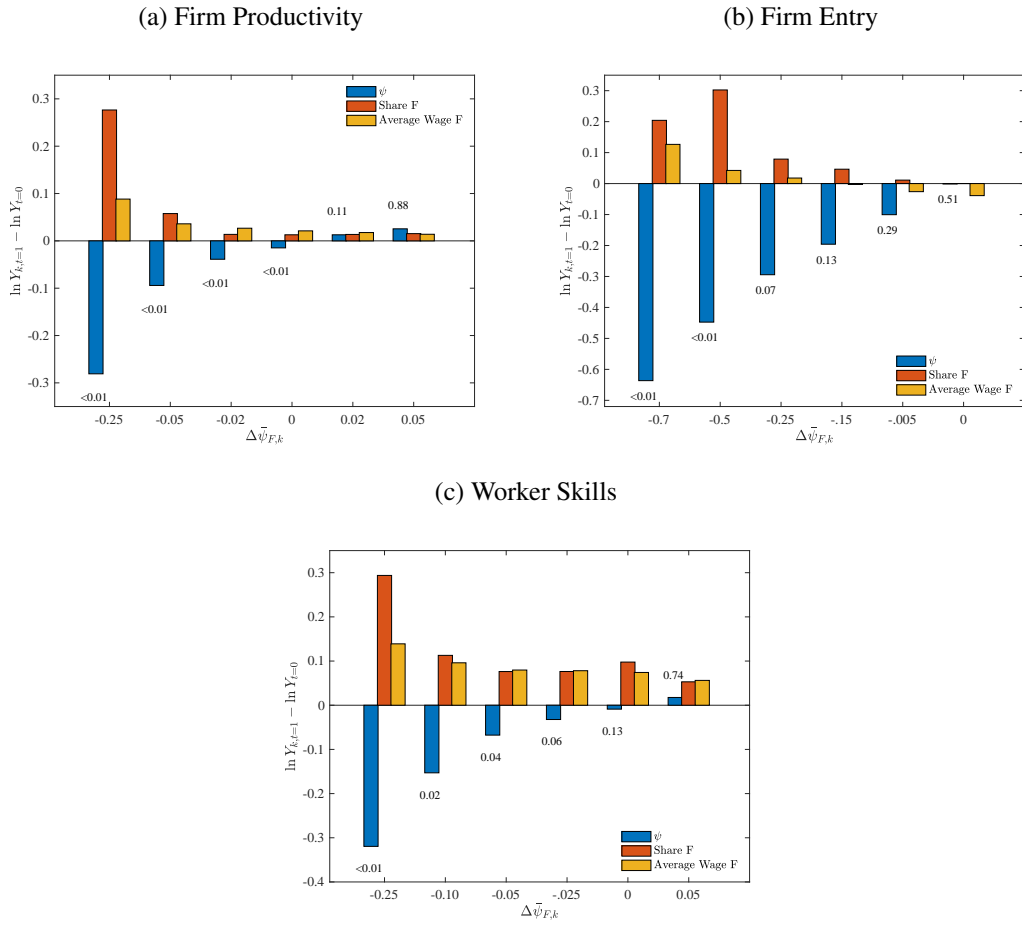 (a) Firm Productivity
0.3
0.2
0.1
0
-0.1
-0.2
-0.3
ln Y_{k,t=1} − ln Y_{t=0}
ψ
Share F
Average Wage F
<0.01
<0.01
<0.01
<0.01
0.11
0.88
-0.25 -0.05 -0.02 0 0.02 0.05
Δψ̄_{F,k}
(b) Firm Entry
0.3
0.2
0.1
0
-0.1
-0.2
-0.3
-0.4
-0.5
-0.6
-0.7
ln Y_{k,t=1} − ln Y_{t=0}
<0.01
<0.01
0.07
0.13
0.29
0.51
ψ
Share F
Average Wage F
-0.7 -0.5 -0.25 -0.15 -.005 0
Δψ̄_{F,k}
(c) Worker Skills
0.3
0.2
0.1
0
-0.1
-0.2
-0.3
-0.4
ln Y_{k,t=1} − ln Y_{t=0}
<0.01
0.02
0.04
0.06
0.13
0.74
ψ
Share F
Average Wage F
-0.25 -0.10 -0.05 -.025 0 0.05
Δψ̄_{F,k}